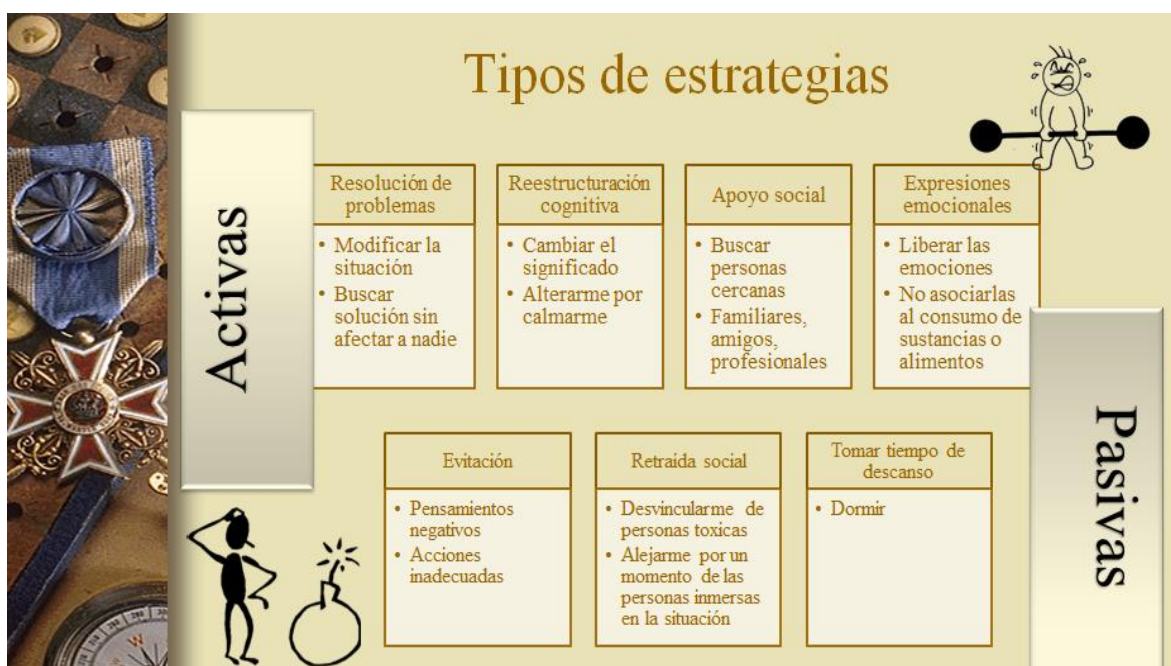 Tipos de estrategias
Activas
Resolución de
problemas
• Modificar la
situación
• Buscar
solución sin
afectar a nadie
Reestructuración
cognitiva
• Cambiar el
significado
• Alterarme por
calmarme
Apoyo social
• Buscar
personas
cercanas
• Familiares,
amigos,
profesionales
Expresiones
emocionales
• Liberar las
emociones
• No asociarlas
al consumo de
sustancias o
alimentos
Pasivas
Evitación
• Pensamientos
negativos
• Acciones
inadecuadas
Retraída social
• Desvincularme de
personas toxicas
• Alejarme por un
momento de las
personas inmersas
en la situación
Tomar tiempo de
descanso
• Dormir
W